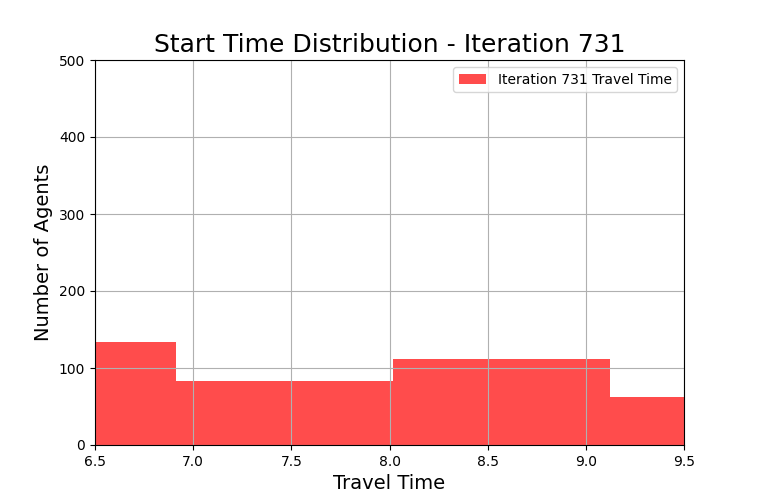 Start Time Distribution - Iteration 731
500
Iteration 731 Travel Time
400
300
200
100
0
Number of Agents
6.5 7.0 7.5 8.0 8.5 9.0 9.5
Travel Time